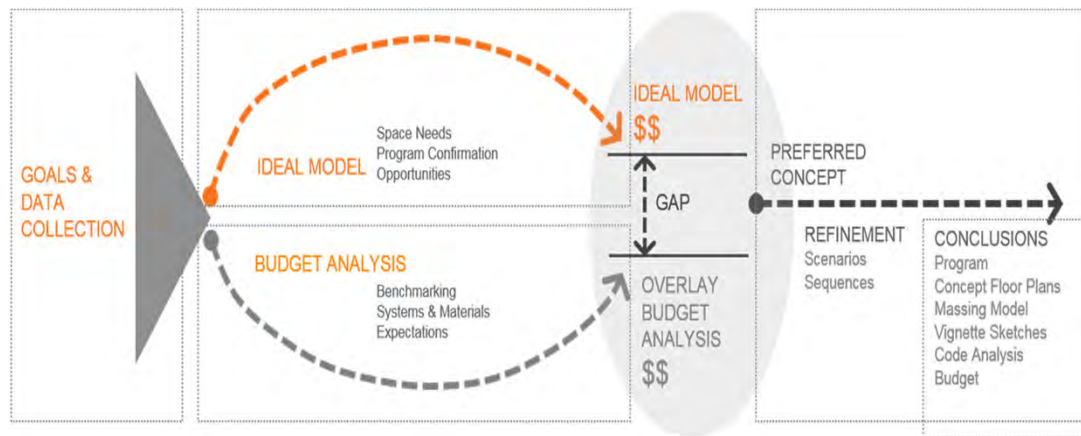 GOALS &
DATA
COLLECTION
IDEAL MODEL
Space Needs
Program Confirmation
Opportunities
BUDGET ANALYSIS
Benchmarking
Systems & Materials
Expectations
IDEAL MODEL
$$
GAP
OVERLAY
BUDGET
ANALYSIS
$$
PREFERRED
CONCEPT
REFINEMENT
Scenarios
Sequences
CONCLUSIONS
Program
Concept Floor Plans
Massing Model
Vignette Sketches
Code Analysis
Budget